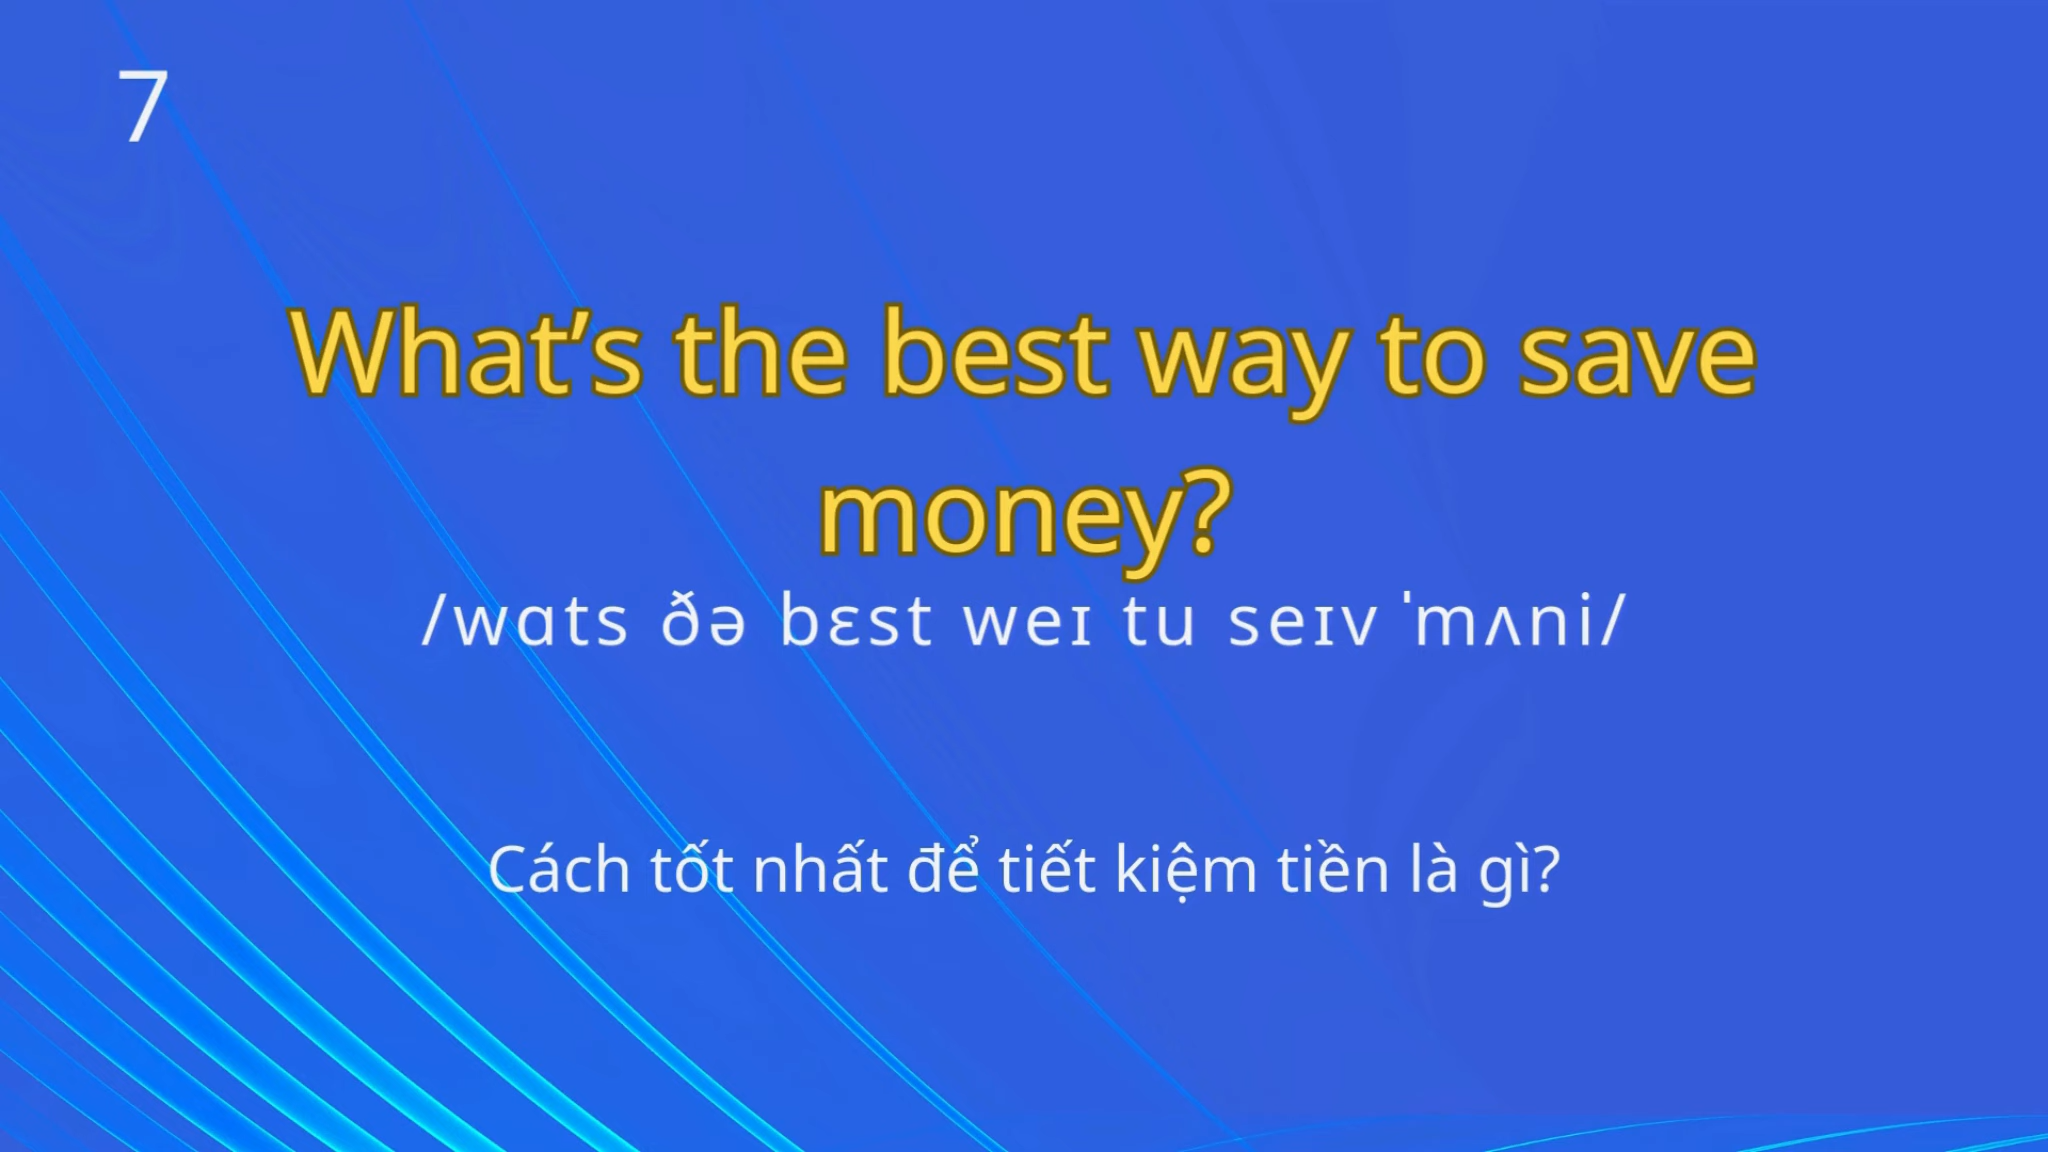 7
What’s the best way to save
money?
/wɑts ðə bɛst weɪ tu seɪv ˈmʌni/
Cách tốt nhất để tiết kiệm tiền là gì?